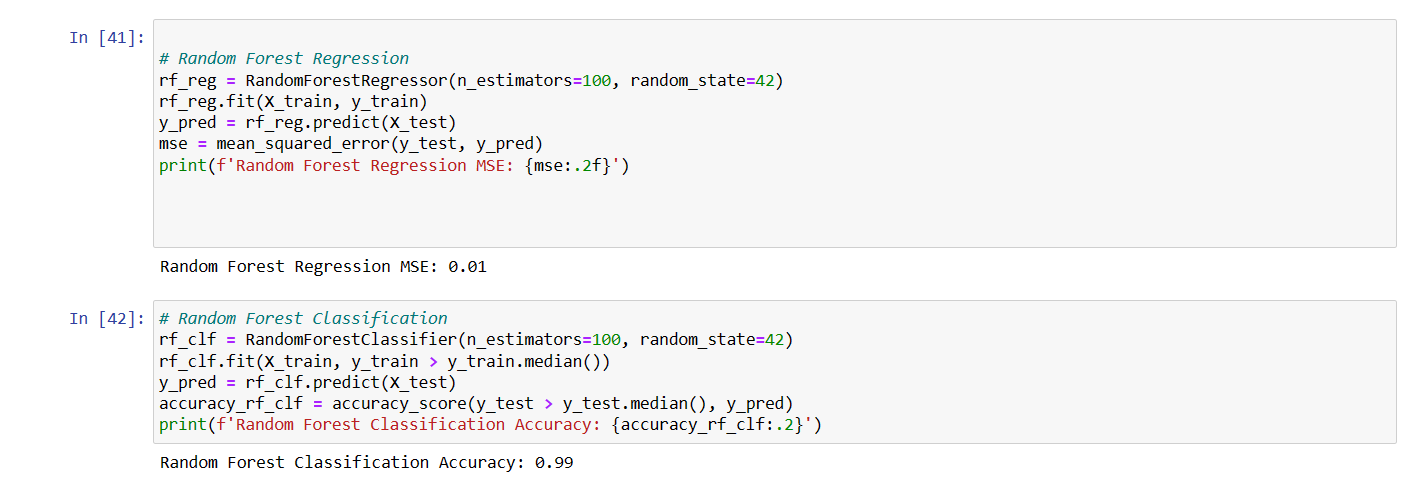 In [41]:
# Random Forest Regression
rf_reg = RandomForestRegressor(n_estimators=100, random_state=42)
rf_reg.fit(X_train, y_train)
y_pred = rf_reg.predict(X_test)
mse = mean_squared_error(y_test, y_pred)
print(f'Random Forest Regression MSE: {mse:.2f}')
Random Forest Regression MSE: 0.01
In [42]:
# Random Forest Classification
rf_clf = RandomForestClassifier(n_estimators=100, random_state=42)
rf_clf.fit(X_train, y_train > y_train.median())
y_pred = rf_clf.predict(X_test)
accuracy_rf_clf = accuracy_score(y_test > y_test.median(), y_pred)
print(f'Random Forest Classification Accuracy: {accuracy_rf_clf:.2}')
Random Forest Classification Accuracy: 0.99